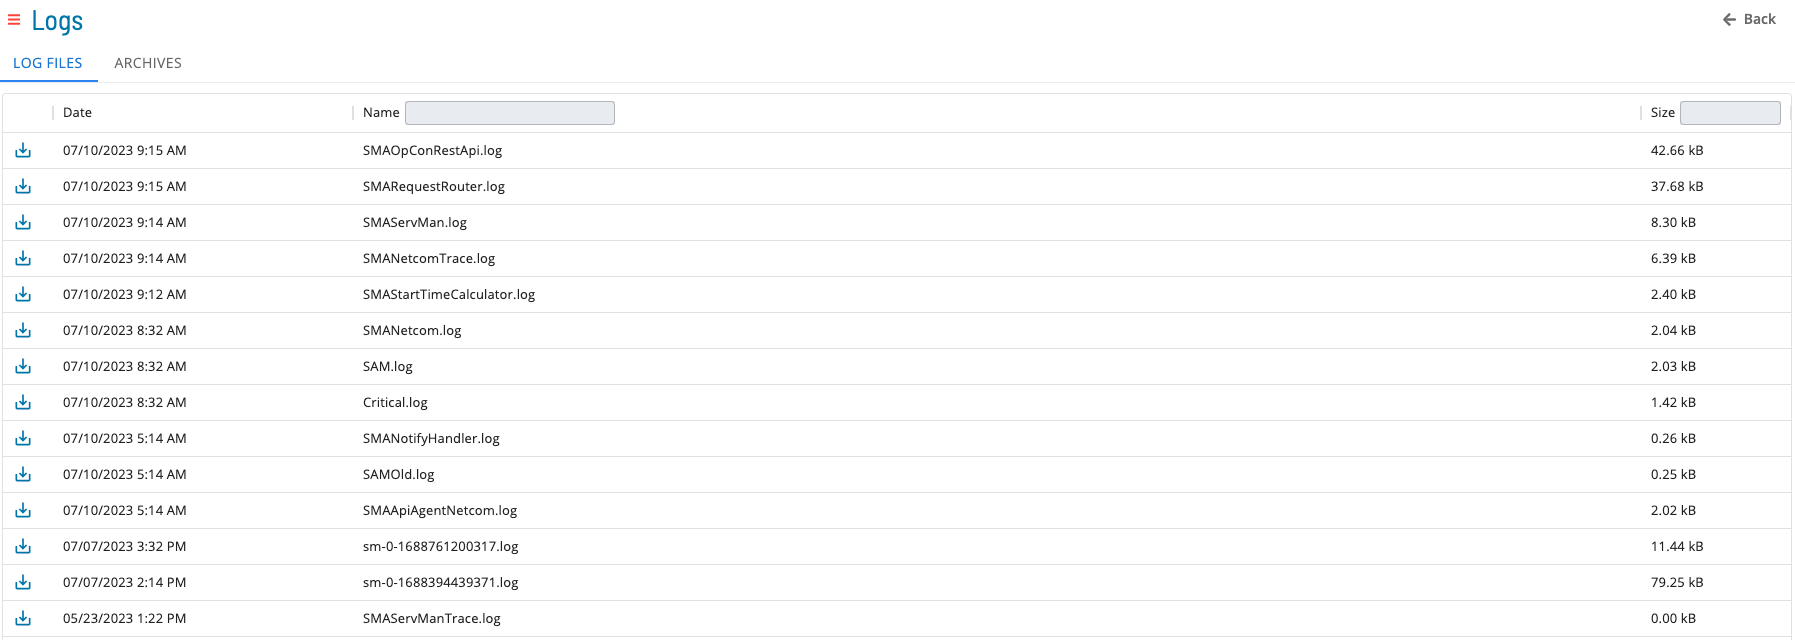 Logs
Back
LOG FILES ARCHIVES
Date Name Size
07/10/2023 9:15 AM SMAOpConRestApi.log 42.66 kB
07/10/2023 9:15 AM SMARequestRouter.log 37.68 kB
07/10/2023 9:14 AM SMAServMan.log 8.30 kB
07/10/2023 9:14 AM SMANetcomTrace.log 6.39 kB
07/10/2023 9:12 AM SMAStartTimeCalculator.log 2.40 kB
07/10/2023 8:32 AM SMANetcom.log 2.04 kB
07/10/2023 8:32 AM SAM.log 2.03 kB
07/10/2023 8:32 AM Critical.log 1.42 kB
07/10/2023 5:14 AM SMANotifyHandler.log 0.26 kB
07/10/2023 5:14 AM SAMOld.log 0.25 kB
07/10/2023 5:14 AM SMAApiAgentNetcom.log 2.02 kB
07/07/2023 3:32 PM sm-0-1688761200317.log 11.44 kB
07/07/2023 2:14 PM sm-0-1688394439371.log 79.25 kB
05/23/2023 1:22 PM SMAServManTrace.log 0.00 kB